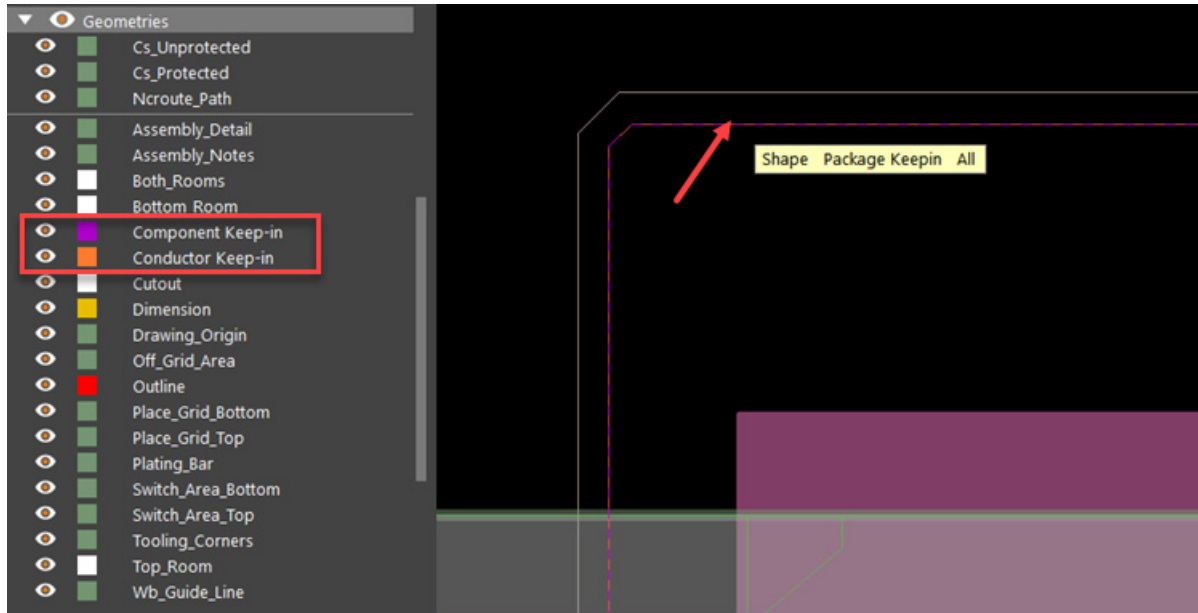 Geometries
Cs_Unprotected
Cs_Protected
Ncroute_Path
Assembly_Detail
Assembly_Notes
Both_Rooms
Bottom Room
Component Keep-in
Conductor Keep-in
Cutout
Dimension
Drawing_Origin
Off_Grid_Area
Outline
Place_Grid_Bottom
Place_Grid_Top
Plating_Bar
Switch_Area_Bottom
Switch_Area_Top
Tooling_Corners
Top_Room
Wb_Guide_Line
Shape Package Keepin All